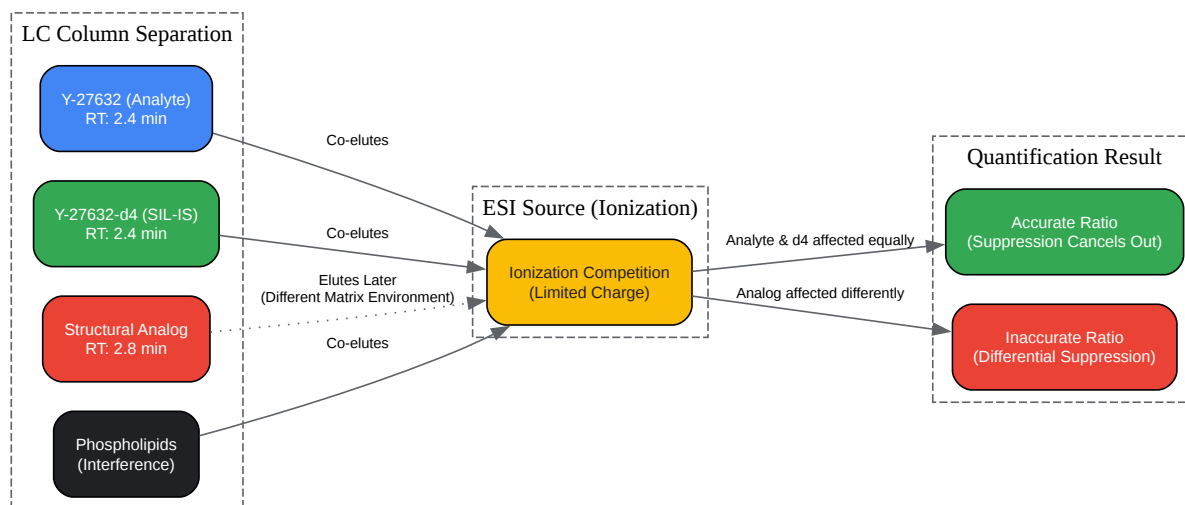 LC Column Separation
Y-27632 (Analyte)
RT: 2.4 min
Y-27632-d4 (SIL-IS)
RT: 2.4 min
Structural Analog
RT: 2.8 min
Phospholipids
(Interference)
Co-elutes
Co-elutes
Elutes Later
(Different Matrix Environment)
Co-elutes
ESI Source (Ionization)
Ionization Competition
(Limited Charge)
Analyte & d4 affected equally
Analog affected differently
Quantification Result
Accurate Ratio
(Suppression Cancels Out)
Inaccurate Ratio
(Differential Suppression)